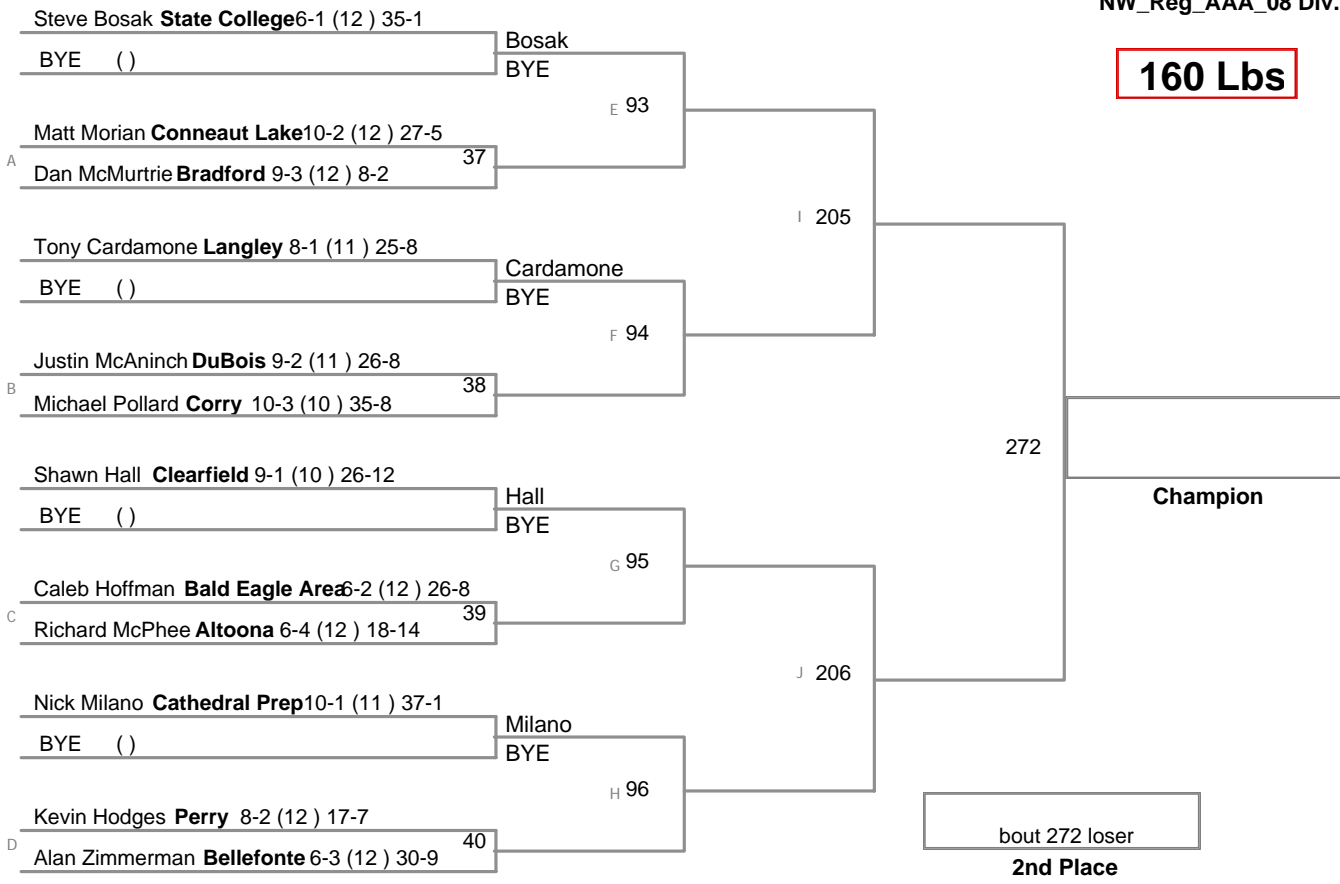 NW_Reg_AAA_08 Div.
160 Lbs
Steve Bosak State College6-1 (12 ) 35-1
BYE ( )
Bosak
BYE
E 93
A
Matt Morian Conneaut Lake10-2 (12 ) 27-5
Dan McMurtrie Bradford 9-3 (12 ) 8-2
37
I 205
Tony Cardamone Langley 8-1 (11 ) 25-8
BYE ( )
Cardamone
BYE
F 94
B
Justin McAninch DuBois 9-2 (11 ) 26-8
Michael Pollard Corry 10-3 (10 ) 35-8
38
272
Champion
Shawn Hall Clearfield 9-1 (10 ) 26-12
BYE ( )
Hall
BYE
G 95
C
Caleb Hoffman Bald Eagle Area6-2 (12 ) 26-8
Richard McPhee Altoona 6-4 (12 ) 18-14
39
J 206
Nick Milano Cathedral Prep10-1 (11 ) 37-1
BYE ( )
Milano
BYE
H 96
D
Kevin Hodges Perry 8-2 (12 ) 17-7
Alan Zimmerman Bellefonte 6-3 (12 ) 30-9
40
bout 272 loser
2nd Place